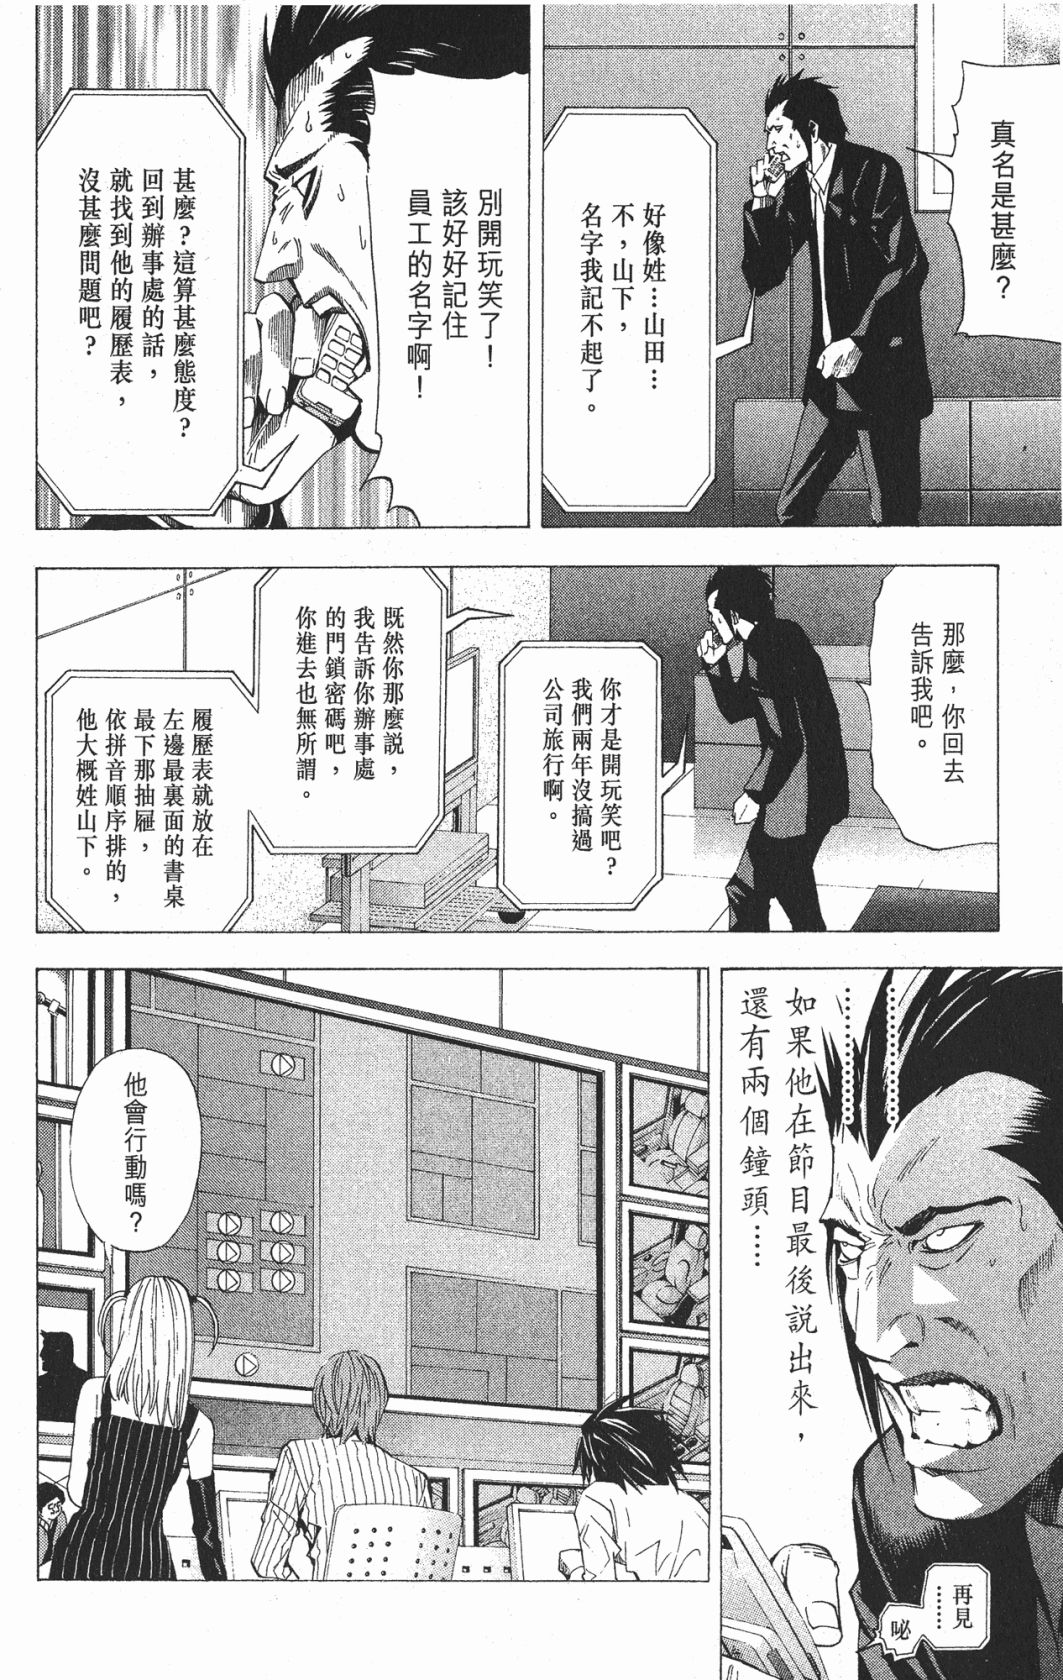 真名是甚麼？
好像姓…山田…
不，山下，
名字我記不起了。
別開玩笑了！
該好好記住
員工的名字啊！
甚麼？這算甚麼態度？
回到辦事處的話，
就找到他的履歷表，
沒甚麼問題吧？
那麼，你回去
告訴我吧。
你才是開玩笑吧？
我們兩年沒搞過
公司旅行啊。
既然你那麼說，
我告訴你辦事處
的門鎖密碼吧，
你進去也無所謂。
履歷表就放在
左邊最裏面的書桌
最下那抽屜，
依拼音順序排的，
他大概姓山下。
再見
……
咇
………………
………………
如果他在節目最後說出來，
還有兩個鐘頭……
他會行動嗎？